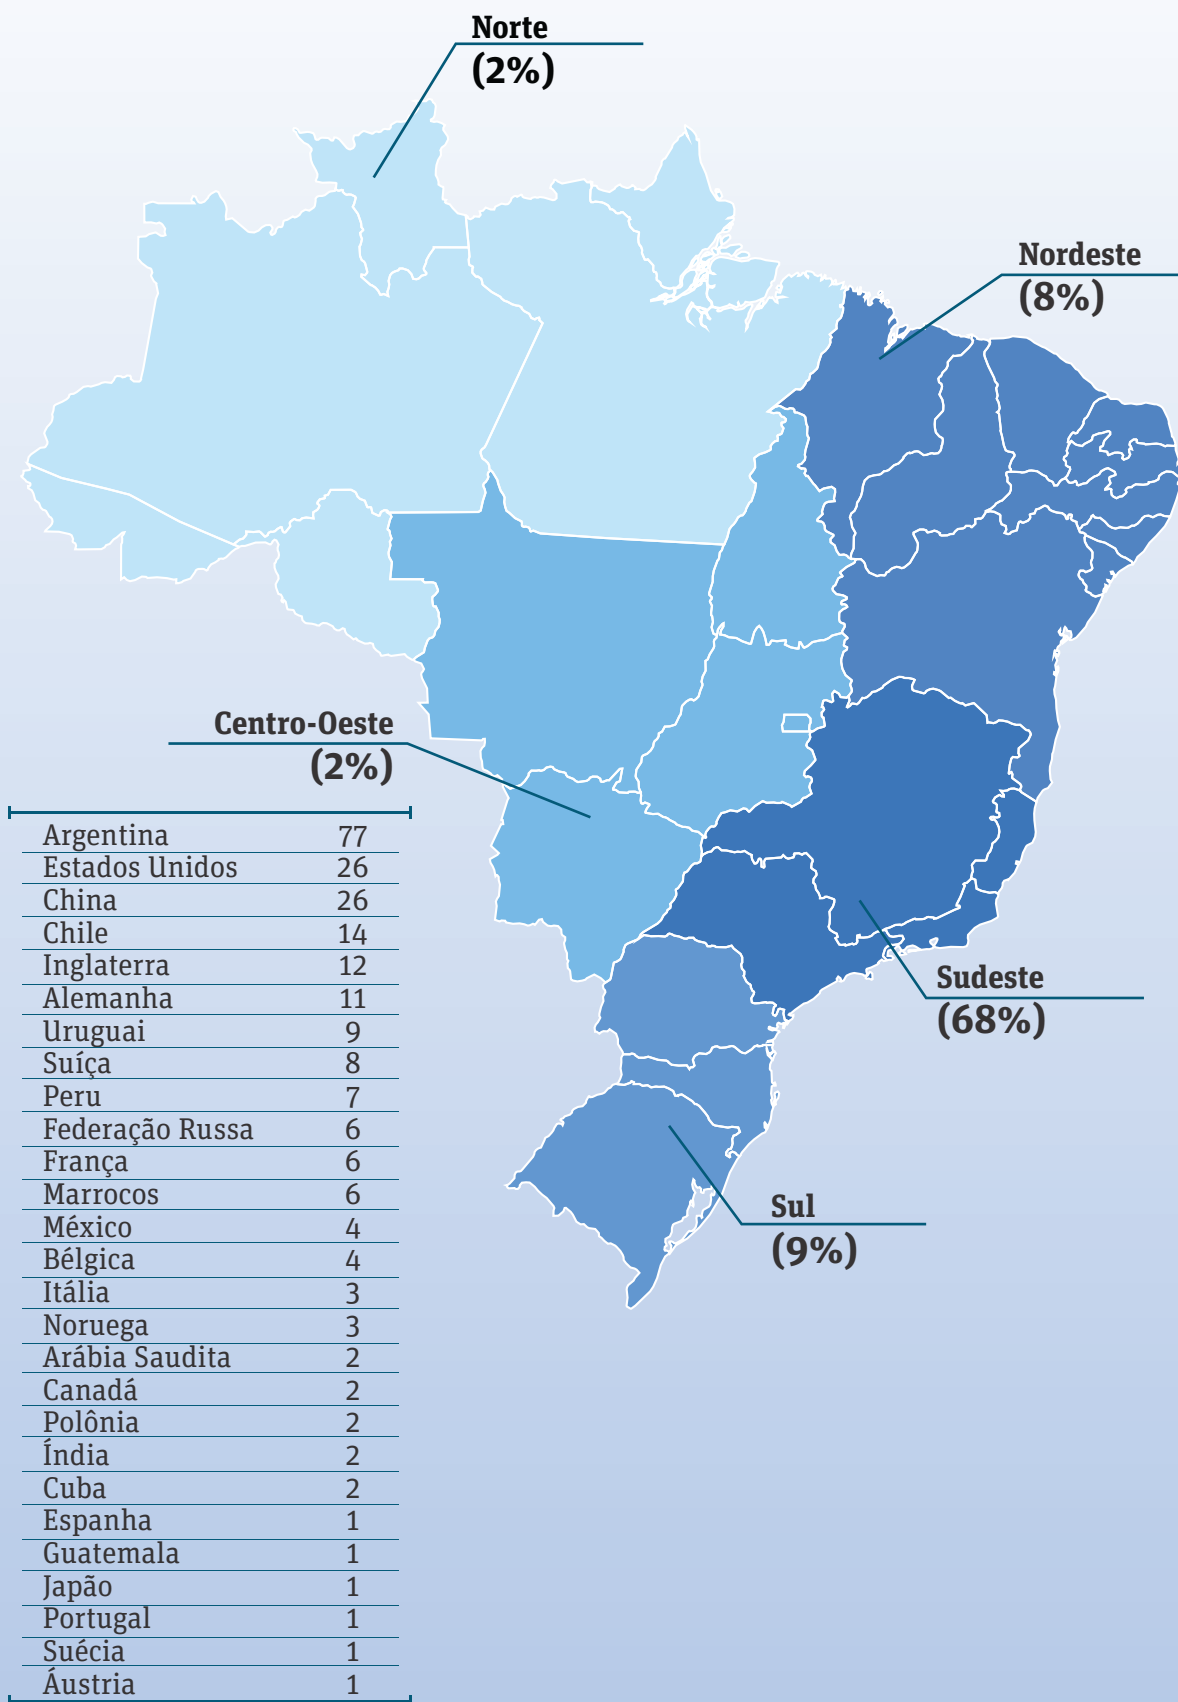 Norte
(2%)
Nordeste
(8%)
Centro-Oeste
(2%)
Sudeste
(68%)
Sul
(9%)
Argentina 77
Estados Unidos 26
China 26
Chile 14
Inglaterra 12
Alemanha 11
Uruguai 9
Suíça 8
Peru 7
Federação Russa 6
França 6
Marrocos 6
México 4
Bélgica 4
Itália 3
Noruega 3
Arábia Saudita 2
Canadá 2
Polônia 2
Índia 2
Cuba 2
Espanha 1
Guatemala 1
Japão 1
Portugal 1
Suécia 1
Áustria 1